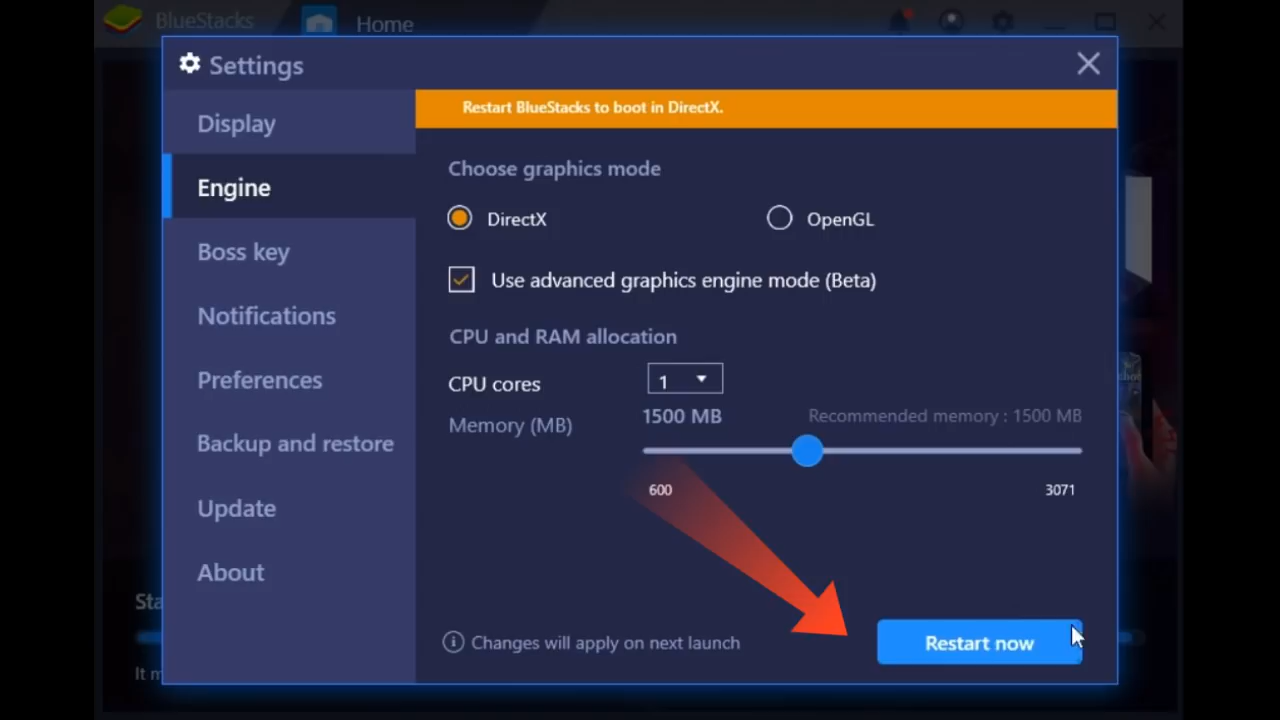 BlueStacks
Home
Settings
Display
Engine
Boss key
Notifications
Preferences
Backup and restore
Update
About
Restart BlueStacks to boot in DirectX.
Choose graphics mode
DirectX
OpenGL
Use advanced graphics engine mode (Beta)
CPU and RAM allocation
CPU cores
1
Memory (MB)
1500 MB
Recommended memory : 1500 MB
600
3071
Changes will apply on next launch
Restart now
Sta
It m